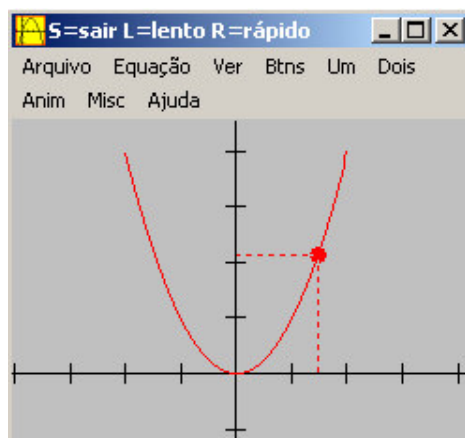 S=sair L=lento R=rápido
Arquivo Equação Ver Btns Um Dois
Anim Misc Ajuda